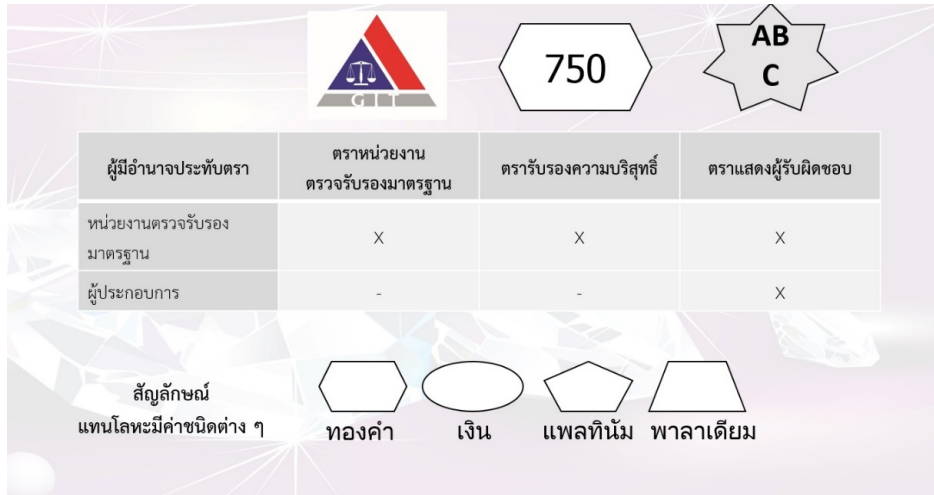 GIT
750
AB
C
ผู้มีอำนาจประทับตรา
ตราหน่วยงาน
ตรวจรับรองมาตรฐาน
ตรารับรองความบริสุทธิ์
ตราแสดงผู้รับผิดชอบ
หน่วยงานตรวจรับรอง
มาตรฐาน
X
X
X
ผู้ประกอบการ
-
-
X
สัญลักษณ์
แทนโลหะมีค่าชนิดต่าง ๆ
ทองคำ
เงิน
แพลทินัม
พาลาเดียม